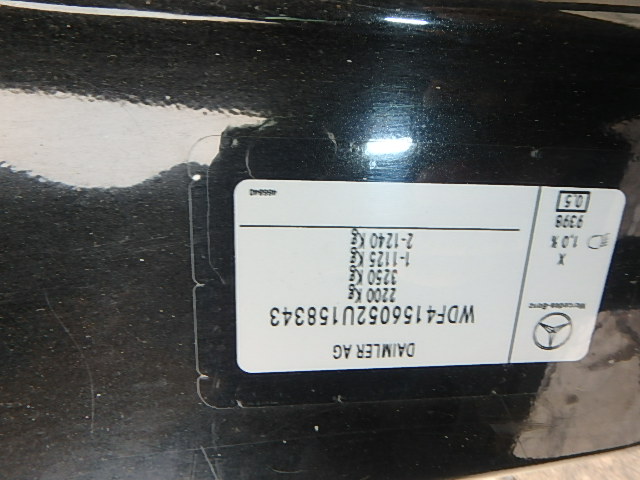 DAIMLER AG
WDF4156052U158343
2200 Kg
3250 Kg
1-1125 Kg
2-1240 Kg
Mercedes-Benz
X
1,0 %
9398
0.5